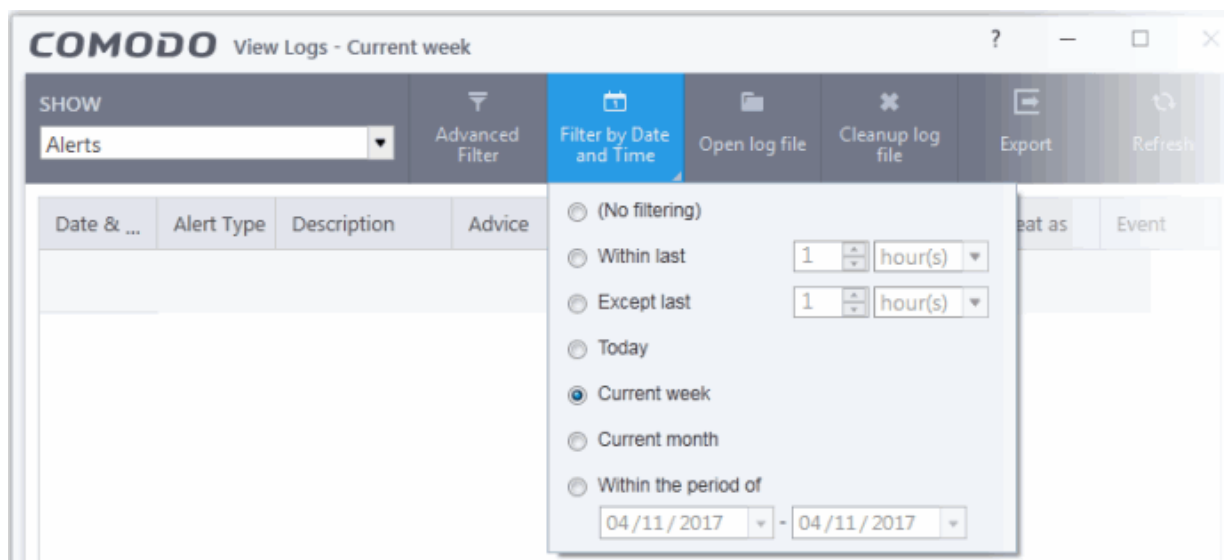 COMODO View Logs - Current week ?
SHOW
Alerts
Advanced
Filter
Filter by Date
and Time
Open log file
Cleanup log
file
Export
Refresh
Date & ...
Alert Type
Description
Advice
eat as
Event
(No filtering)
Within last 1 hour(s)
Except last 1 hour(s)
Today
Current week
Current month
Within the period of
04/11/2017 - 04/11/2017